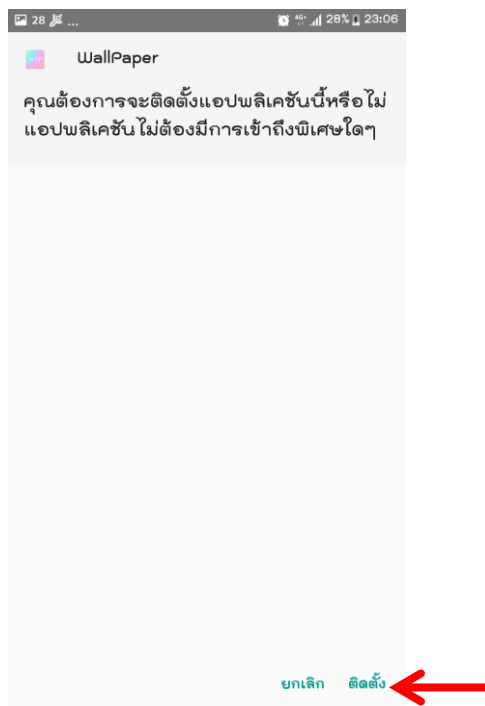 28 ...
4G+ 28% 23:06
WallPaper
คุณต้องการจะติดตั้งแอปพลิเคชันนี้หรือไม่
แอปพลิเคชันไม่ต้องมีการเข้าถึงพิเศษใดๆ
ยกเลิก ติดตั้ง